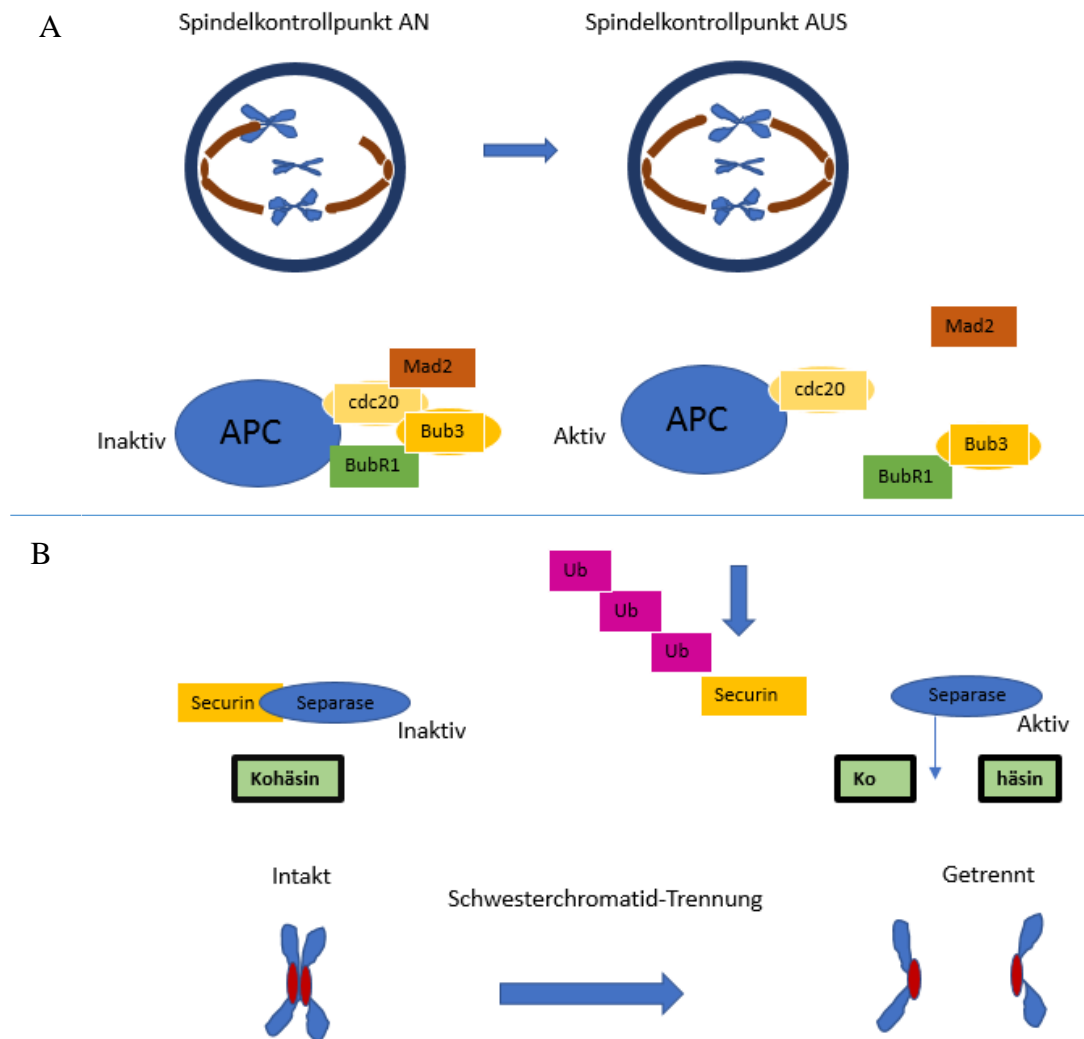 A
Spindelkontrollpunkt AN
Spindelkontrollpunkt AUS
Inaktiv
APC
cdc20
Mad2
Bub3
BubR1
Aktiv
APC
cdc20
Mad2
Bub3
BubR1
B
Securin
Separase
Inaktiv
Kohäsin
Ub
Ub
Ub
Securin
Separase
Aktiv
Ko
häsin
Intakt
Schwesterchromatid-Trennung
Getrennt